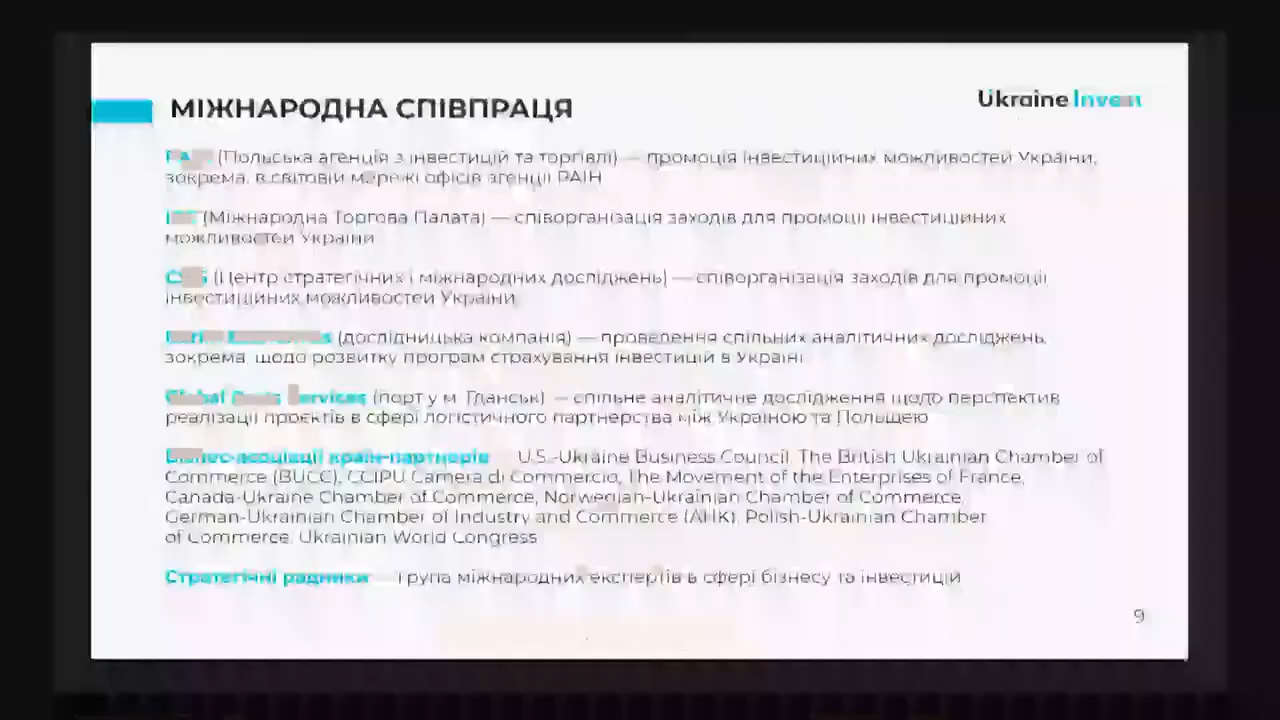 МІЖНАРОДНА СПІВПРАЦЯ
Ukraine Invest
(Польська агенція з інвестицій та торгівлі) — промоція інвестиційних можливостей України,
зокрема, в світовій мережі офісів агенції PAIH
(Міжнародна Торгова Палата) — співорганізація заходів для промоції інвестиційних
можливостей України
(Центр стратегічних і міжнародних досліджень) — співорганізація заходів для промоції
інвестиційних можливостей України
(дослідницька компанія) — проведення спільних аналітичних досліджень,
зокрема, щодо розвитку програм страхування інвестицій в Україні
Global Services (порт у м. Гданськ) — спільне аналітичне дослідження щодо перспектив
реалізації проєктів в сфері логістичного партнерства між Україною та Польщею
Бізнес-асоціації країн-партнерів — U.S.-Ukraine Business Council, The British Ukrainian Chamber of
Commerce (BUCC), CCIPU Camera di Commercio, The Movement of the Enterprises of France,
Canada-Ukraine Chamber of Commerce, Norwegian-Ukrainian Chamber of Commerce,
German-Ukrainian Chamber of Industry and Commerce (AHK), Polish-Ukrainian Chamber
of Commerce, Ukrainian World Congress
Стратегічні радники — група міжнародних експертів в сфері бізнесу та інвестицій
9